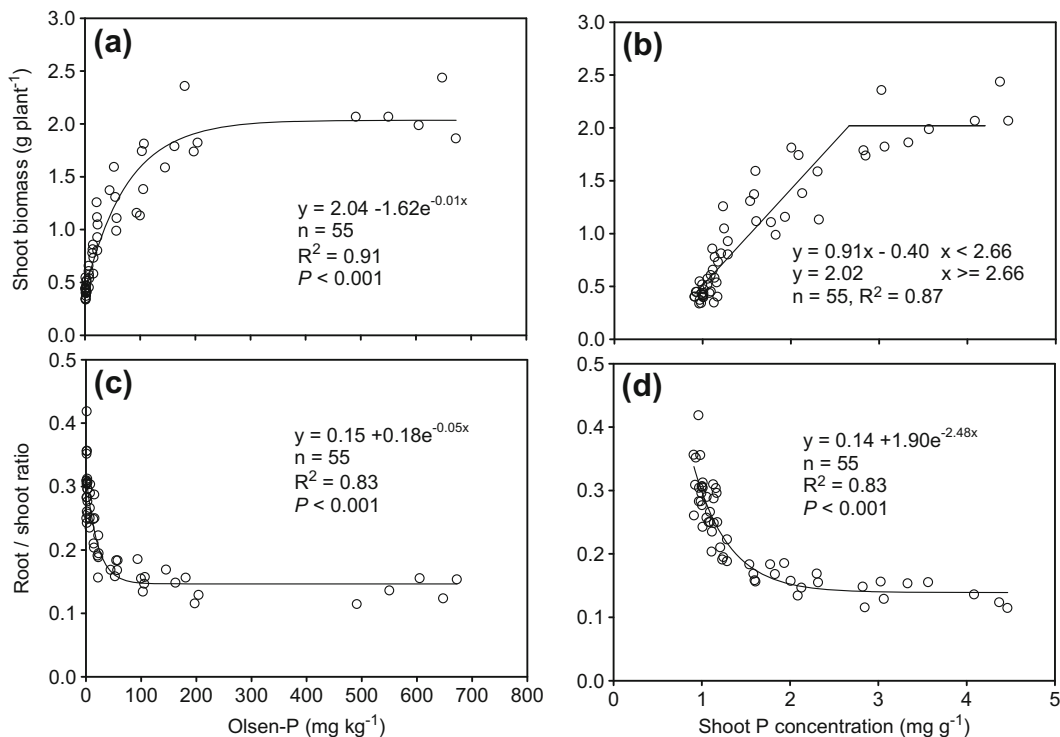 (a)
Shoot biomass (g plant⁻¹)
3.0
2.5
2.0
1.5
1.0
0.5
0.0
y = 2.04 -1.62e⁻⁰·⁰¹ˣ
n = 55
R² = 0.91
P < 0.001
(b)
3.0
2.5
2.0
1.5
1.0
0.5
0.0
y = 0.91x - 0.40 x < 2.66
y = 2.02 x >= 2.66
n = 55, R² = 0.87
(c)
Root / shoot ratio
0.5
0.4
0.3
0.2
0.1
0.0
y = 0.15 +0.18e⁻⁰·⁰⁵ˣ
n = 55
R² = 0.83
P < 0.001
0 100 200 300 400 500 600 700 800
Olsen-P (mg kg⁻¹)
(d)
0.5
0.4
0.3
0.2
0.1
0.0
y = 0.14 +1.90e⁻²·⁴⁸ˣ
n = 55
R² = 0.83
P < 0.001
0 1 2 3 4 5
Shoot P concentration (mg g⁻¹)